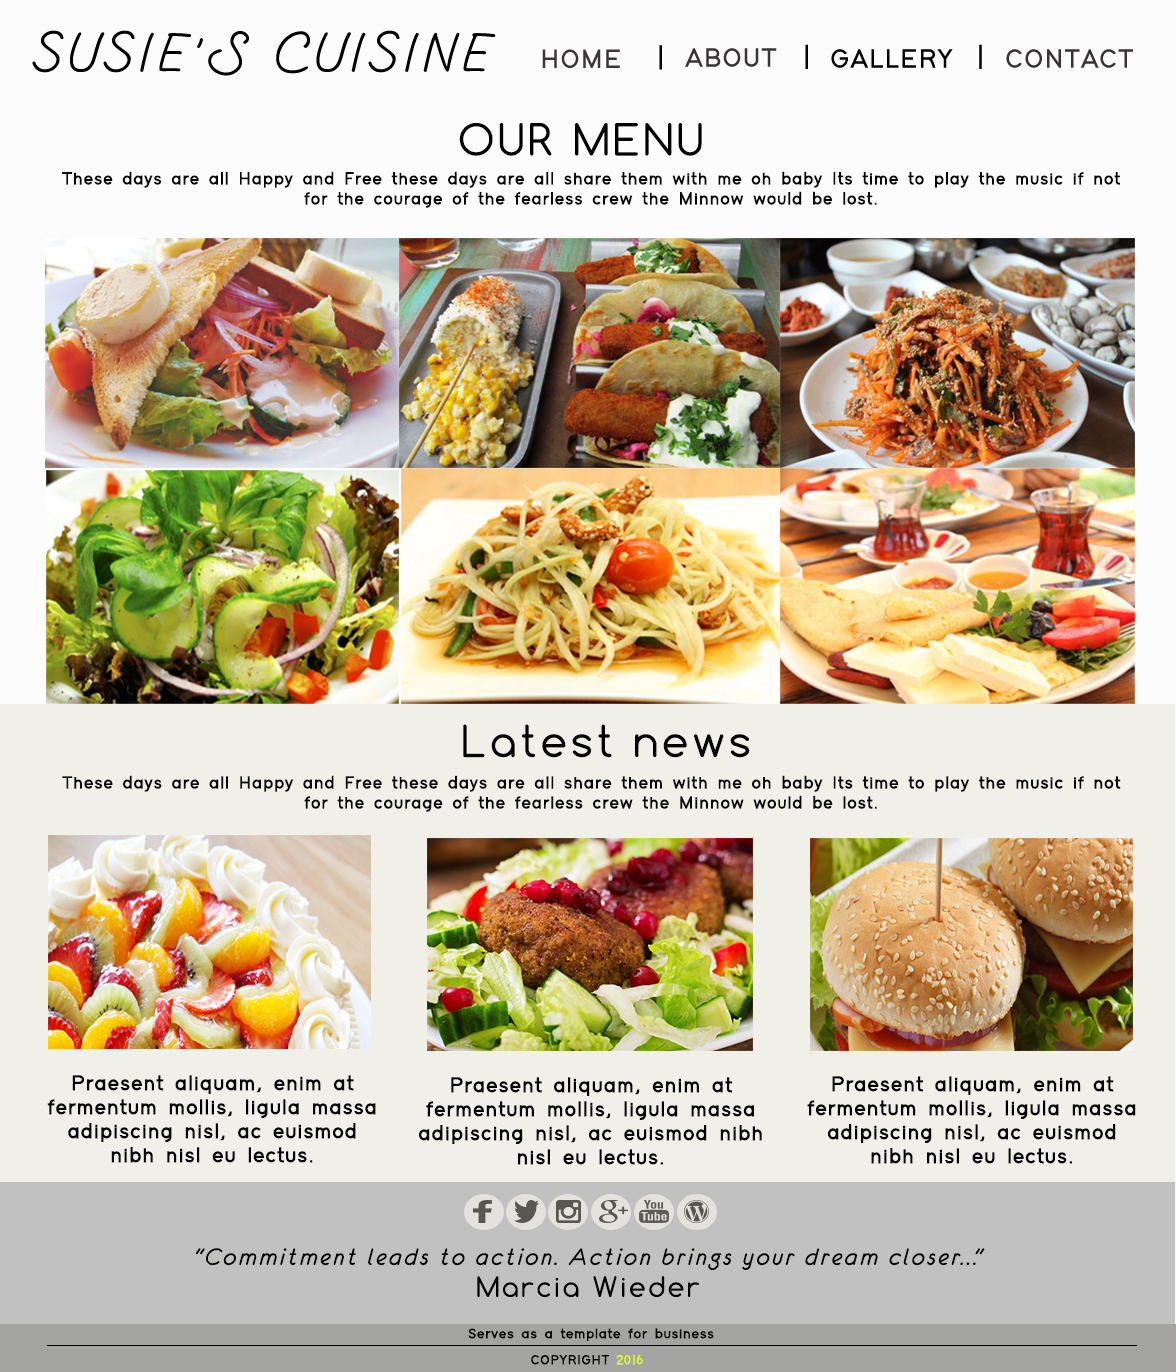 SUSIE'S CUISINE
HOME | ABOUT | GALLERY | CONTACT
OUR MENU
These days are all Happy and Free these days are all share them with me oh baby Its time to play the music if not
for the courage of the fearless crew the Minnow would be lost.
Latest news
These days are all Happy and Free these days are all share them with me oh baby Its time to play the music if not
for the courage of the fearless crew the Minnow would be lost.
Praesent aliquam, enim at
fermentum mollis, ligula massa
adipiscing nisl, ac euismod
nibh nisl eu lectus.
Praesent aliquam, enim at
fermentum mollis, ligula massa
adipiscing nisl, ac euismod nibh
nisl eu lectus.
Praesent aliquam, enim at
fermentum mollis, ligula massa
adipiscing nisl, ac euismod
nibh nisl eu lectus.
You
Tube
"Commitment leads to action. Action brings your dream closer..."
Marcia Wieder
Serves as a template for business
COPYRIGHT 2016